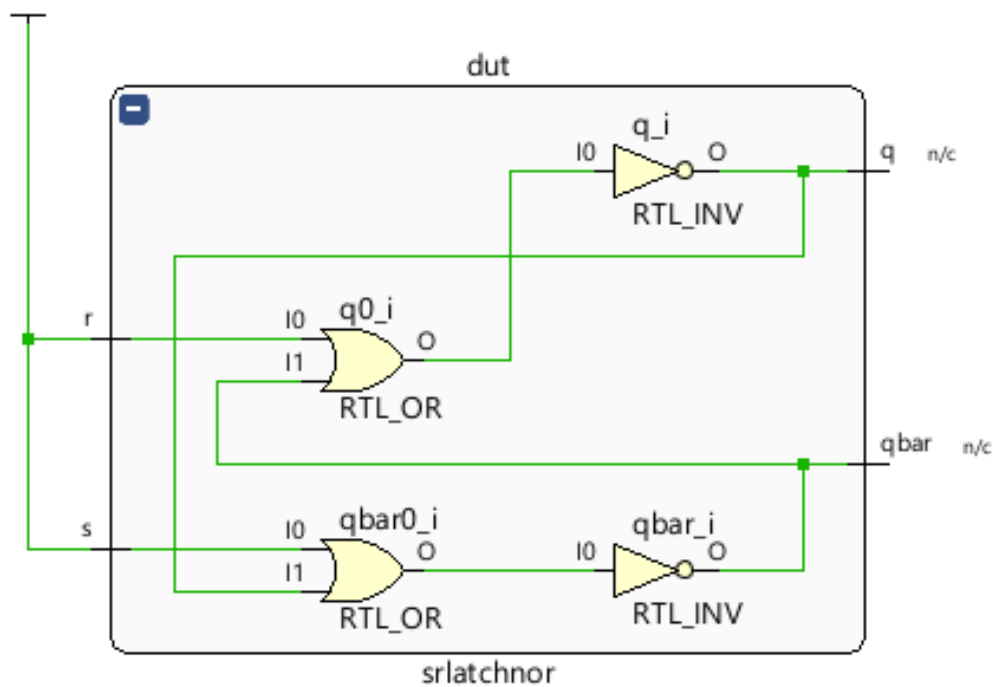 dut
q_i
I0 O
RTL_INV
q n/c
r
q0_i
I0
O
I1
RTL_OR
qbar n/c
s
qbar0_i
I0
O
I1
RTL_OR
qbar_i
I0 O
RTL_INV
srlatchnor